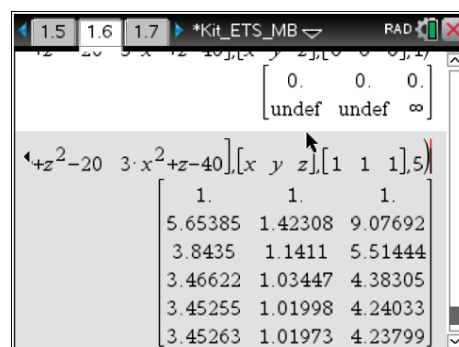 1.5 1.6 1.7 *Kit_ETS_MB RAD
0. 0. 0.
undef undef ∞
+z²−20 3·x²+z−40],[x y z],[1 1 1],5)
1. 1. 1.
5.65385 1.42308 9.07692
3.8435 1.1411 5.51444
3.46622 1.03447 4.38305
3.45255 1.01998 4.24033
3.45263 1.01973 4.23799